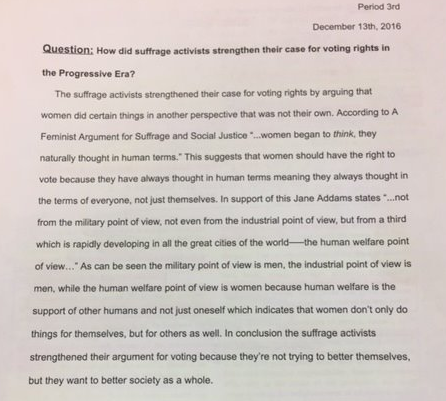 Period 3rd
December 13th, 2016
Question: How did suffrage activists strengthen their case for voting rights in
the Progressive Era?
The suffrage activists strengthened their case for voting rights by arguing that
women did certain things in another perspective that was not their own. According to A
Feminist Argument for Suffrage and Social Justice "...women began to think, they
naturally thought in human terms." This suggests that women should have the right to
vote because they have always thought in human terms meaning they always thought in
the terms of everyone, not just themselves. In support of this Jane Addams states "...not
from the military point of view, not even from the industrial point of view, but from a third
which is rapidly developing in all the great cities of the world──the human welfare point
of view..." As can be seen the military point of view is men, the industrial point of view is
men, while the human welfare point of view is women because human welfare is the
support of other humans and not just oneself which indicates that women don't only do
things for themselves, but for others as well. In conclusion the suffrage activists
strengthened their argument for voting because they're not trying to better themselves,
but they want to better society as a whole.